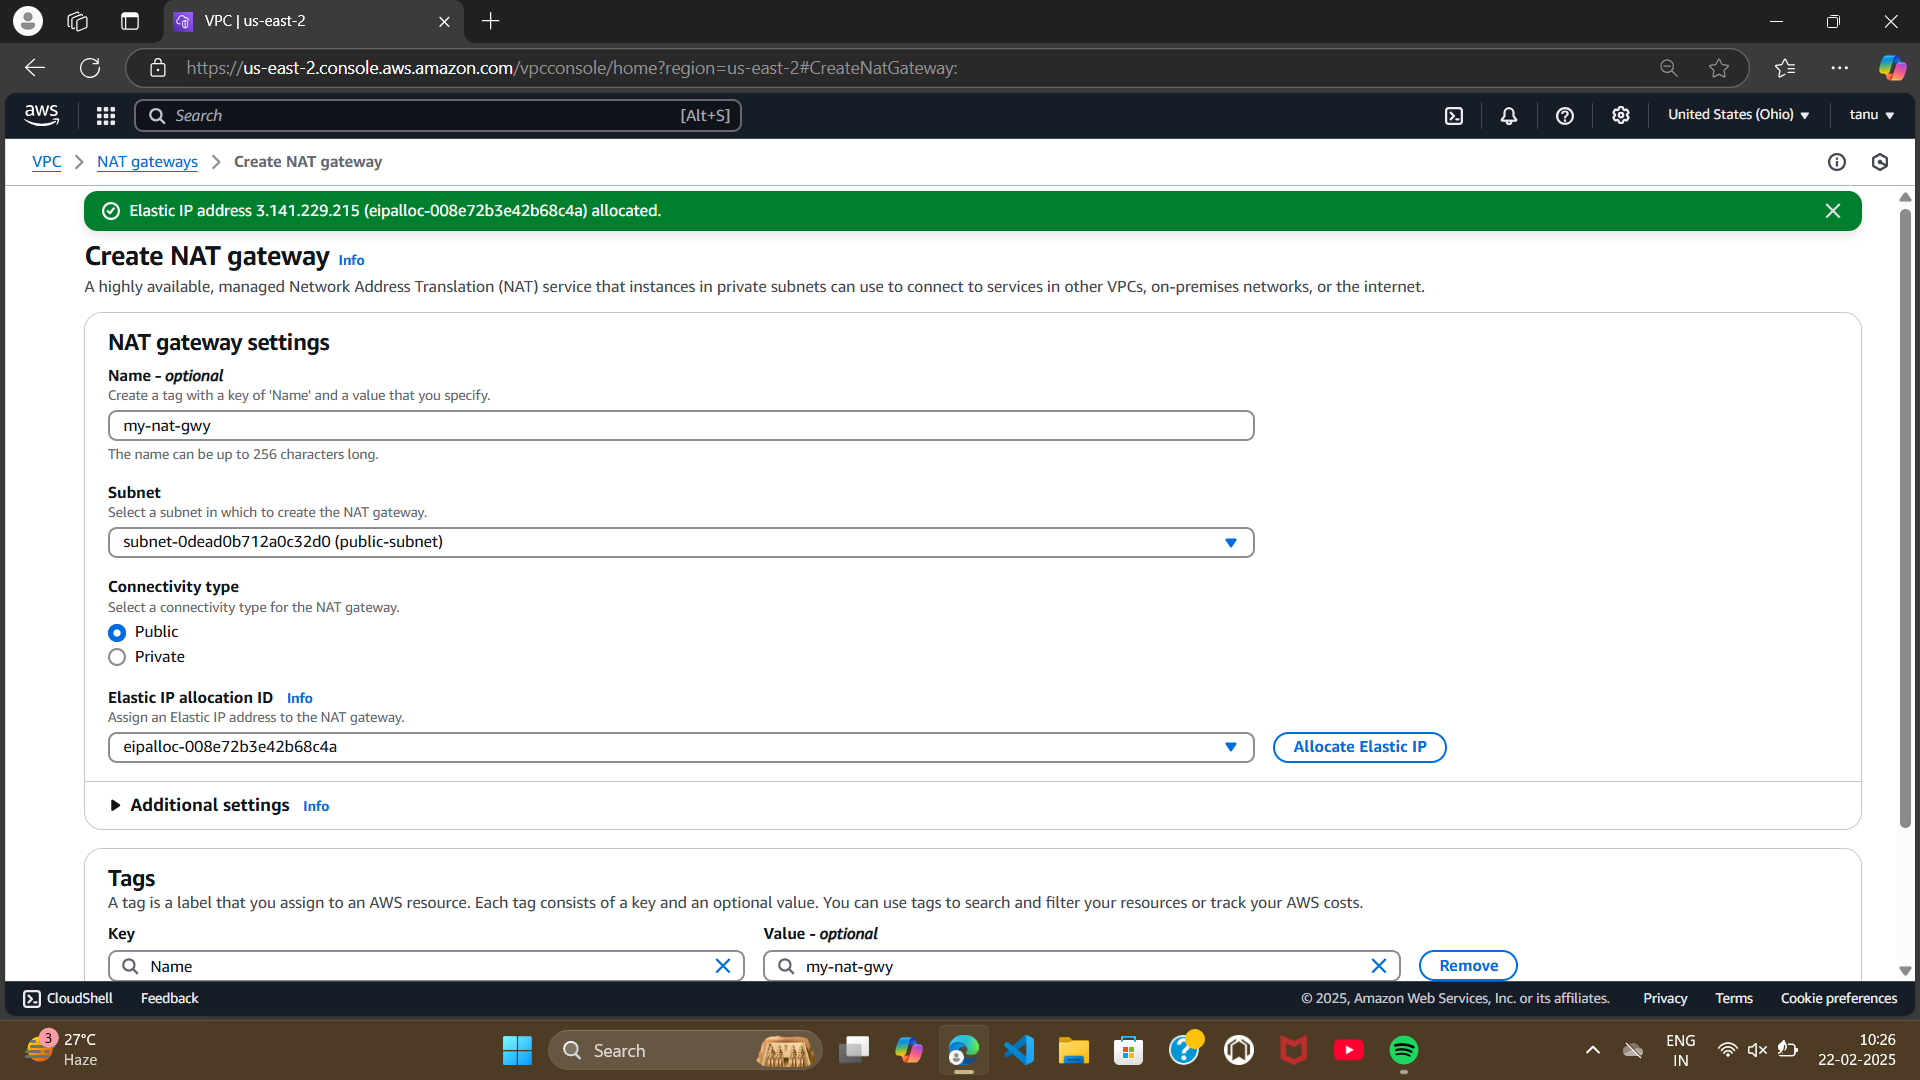 VPC | us-east-2
https://us-east-2.console.aws.amazon.com/vpcconsole/home?region=us-east-2#CreateNatGateway:
aws
Search
[Alt+S]
United States (Ohio)
tanu
VPC
NAT gateways
Create NAT gateway
Elastic IP address 3.141.229.215 (eipalloc-008e72b3e42b68c4a) allocated.
Create NAT gateway Info
A highly available, managed Network Address Translation (NAT) service that instances in private subnets can use to connect to services in other VPCs, on-premises networks, or the internet.
NAT gateway settings
Name - optional
Create a tag with a key of 'Name' and a value that you specify.
my-nat-gwy
The name can be up to 256 characters long.
Subnet
Select a subnet in which to create the NAT gateway.
subnet-0dead0b712a0c32d0 (public-subnet)
Connectivity type
Select a connectivity type for the NAT gateway.
Public
Private
Elastic IP allocation ID Info
Assign an Elastic IP address to the NAT gateway.
eipalloc-008e72b3e42b68c4a
Allocate Elastic IP
Additional settings Info
Tags
A tag is a label that you assign to an AWS resource. Each tag consists of a key and an optional value. You can use tags to search and filter your resources or track your AWS costs.
Key
Value - optional
Name
my-nat-gwy
Remove
CloudShell
Feedback
© 2025, Amazon Web Services, Inc. or its affiliates.
Privacy
Terms
Cookie preferences
3
27°C
Haze
Search
ENG
IN
10:26
22-02-2025